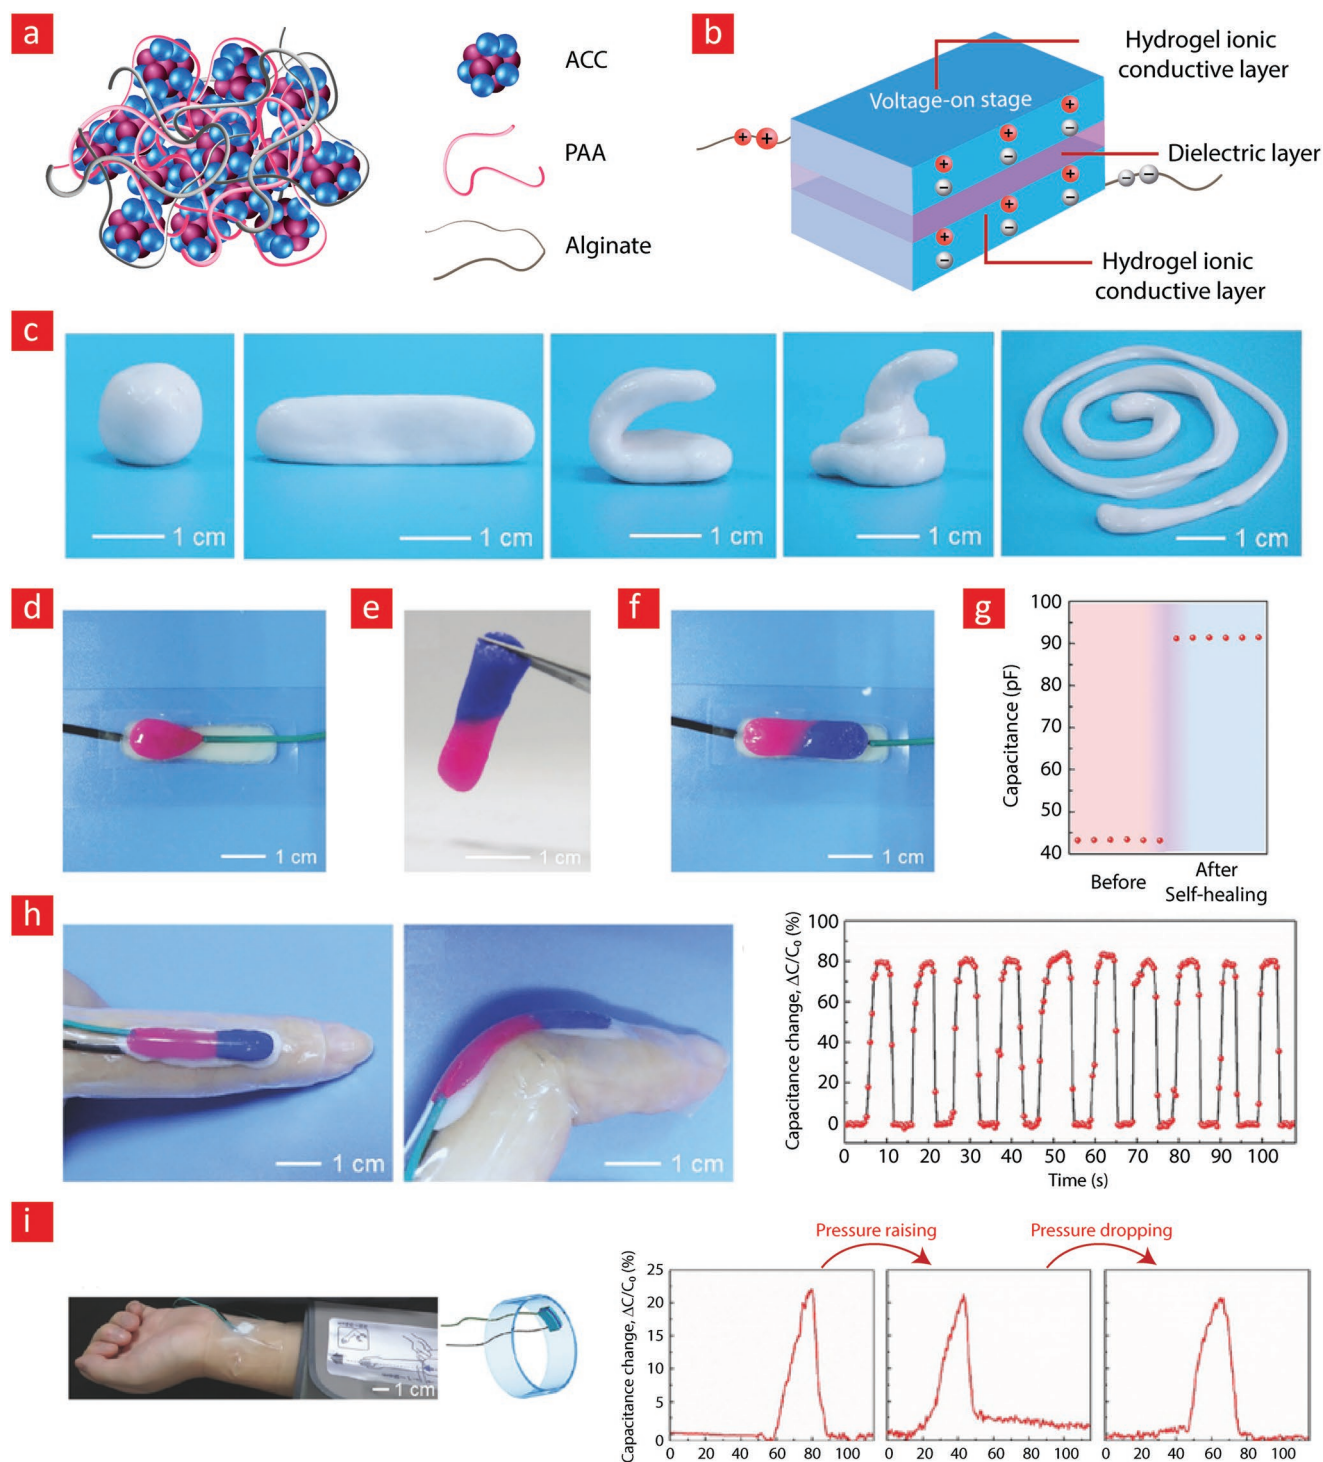 a
ACC
PAA
Alginate
b
Hydrogel ionic
conductive layer
Voltage-on stage
Dielectric layer
Hydrogel ionic
conductive layer
c
1 cm
1 cm
1 cm
1 cm
1 cm
d
1 cm
e
1 cm
f
1 cm
g
Capacitance (pF)
100
90
80
70
60
50
40
Before
After
Self-healing
h
1 cm
1 cm
Capacitance change, ΔC/C₀ (%)
100
80
60
40
20
0
0 10 20 30 40 50 60 70 80 90 100
Time (s)
i
1 cm
Pressure raising
Pressure dropping
Capacitance change, ΔC/C₀ (%)
25
20
15
10
5
0
0 20 40 60 80 100
0 20 40 60 80 100
0 20 40 60 80 100